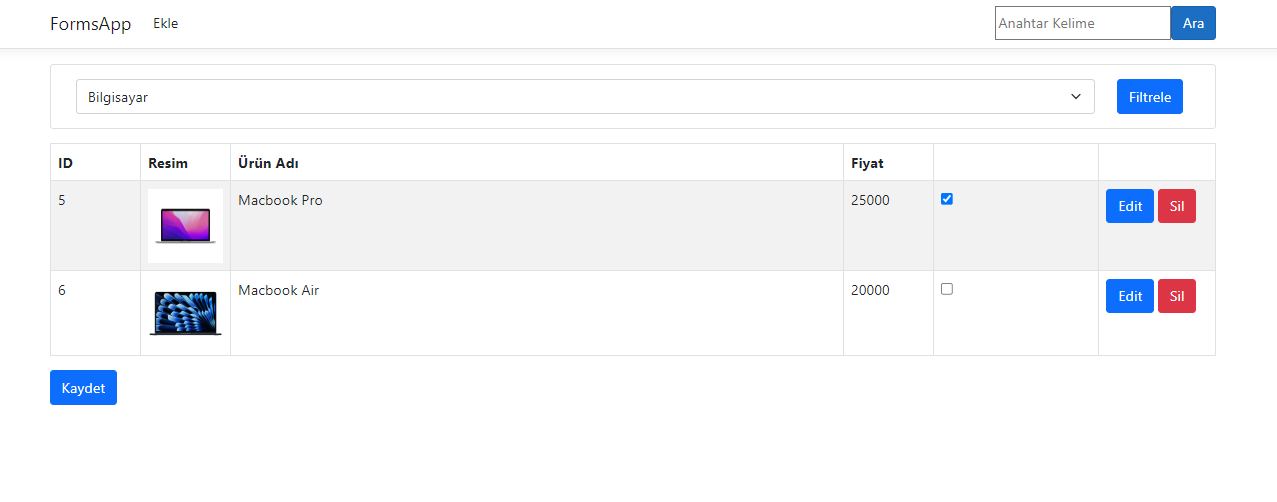 FormsApp Ekle Anahtar Kelime Ara
Bilgisayar Filtrele
ID Resim Ürün Adı Fiyat
5 Macbook Pro 25000 Edit Sil
6 Macbook Air 20000 Edit Sil
Kaydet